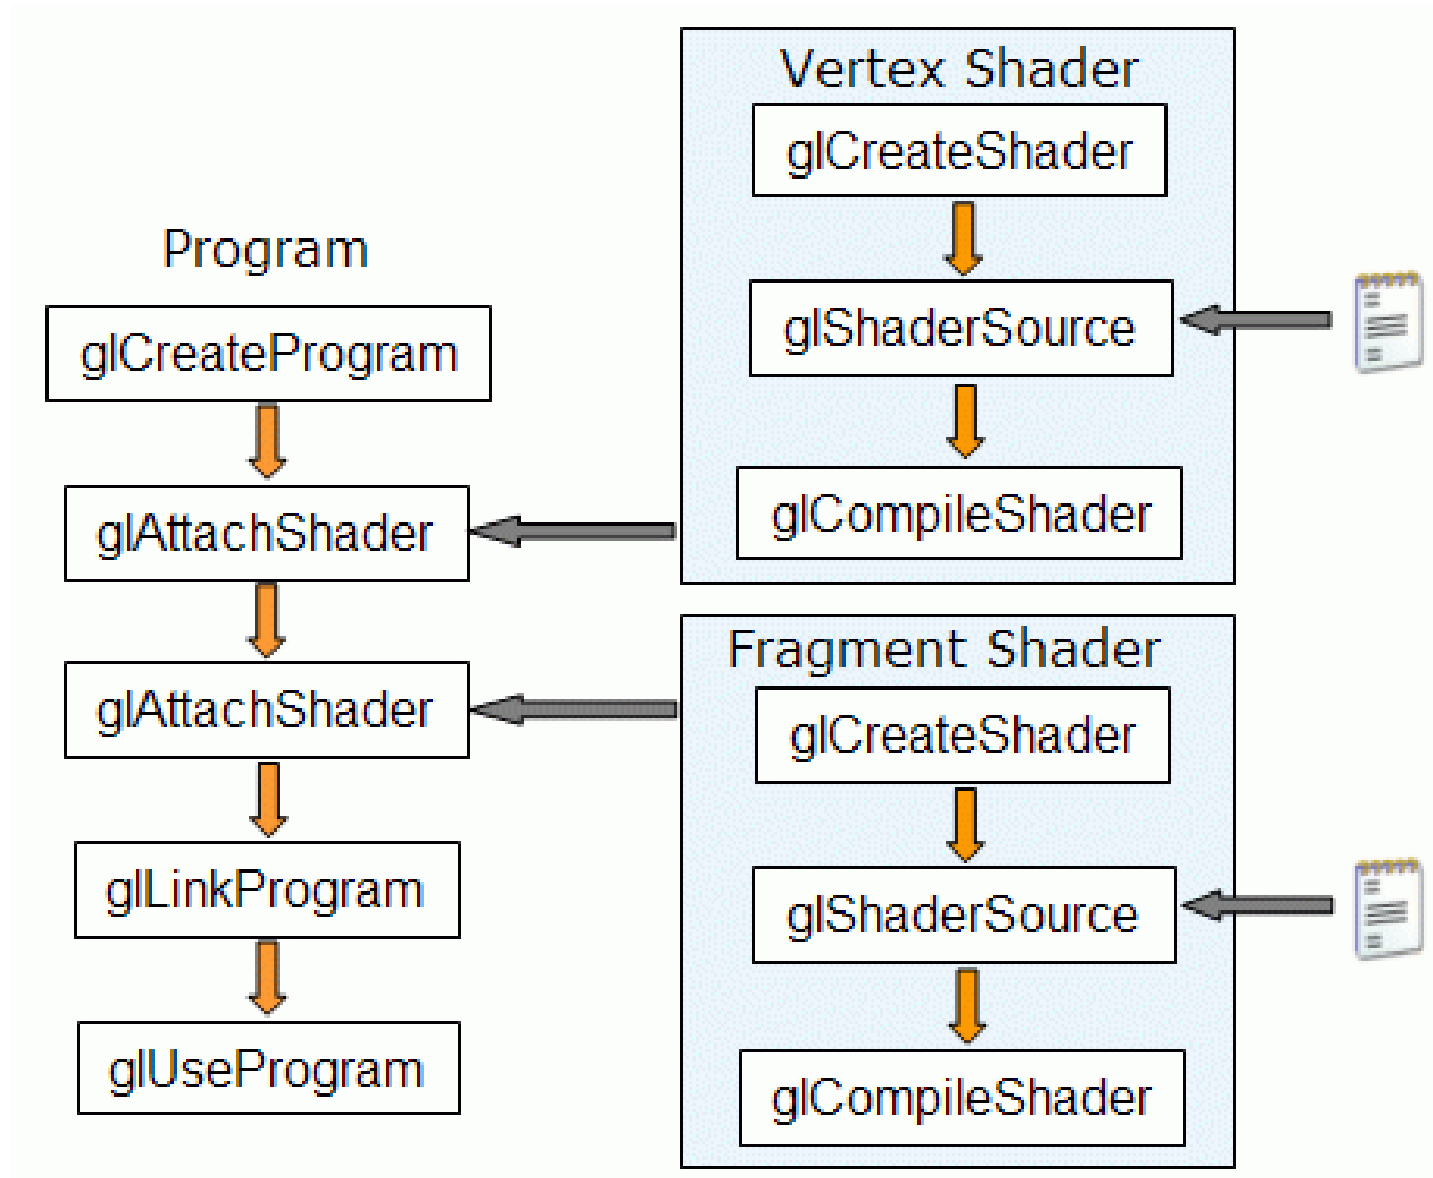 Program
glCreateProgram
glAttachShader
glAttachShader
glLinkProgram
glUseProgram
Vertex Shader
glCreateShader
glShaderSource
glCompileShader
Fragment Shader
glCreateShader
glShaderSource
glCompileShader